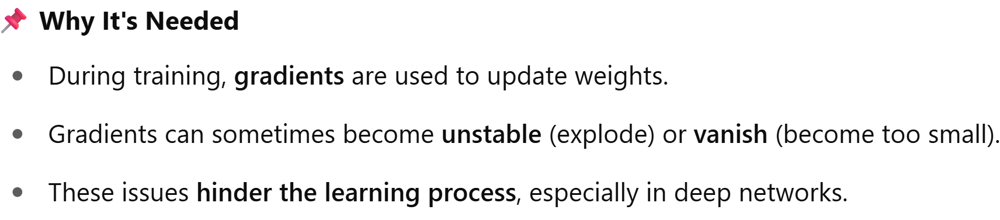 📌 Why It's Needed
• During training, gradients are used to update weights.
• Gradients can sometimes become unstable (explode) or vanish (become too small).
• These issues hinder the learning process, especially in deep networks.